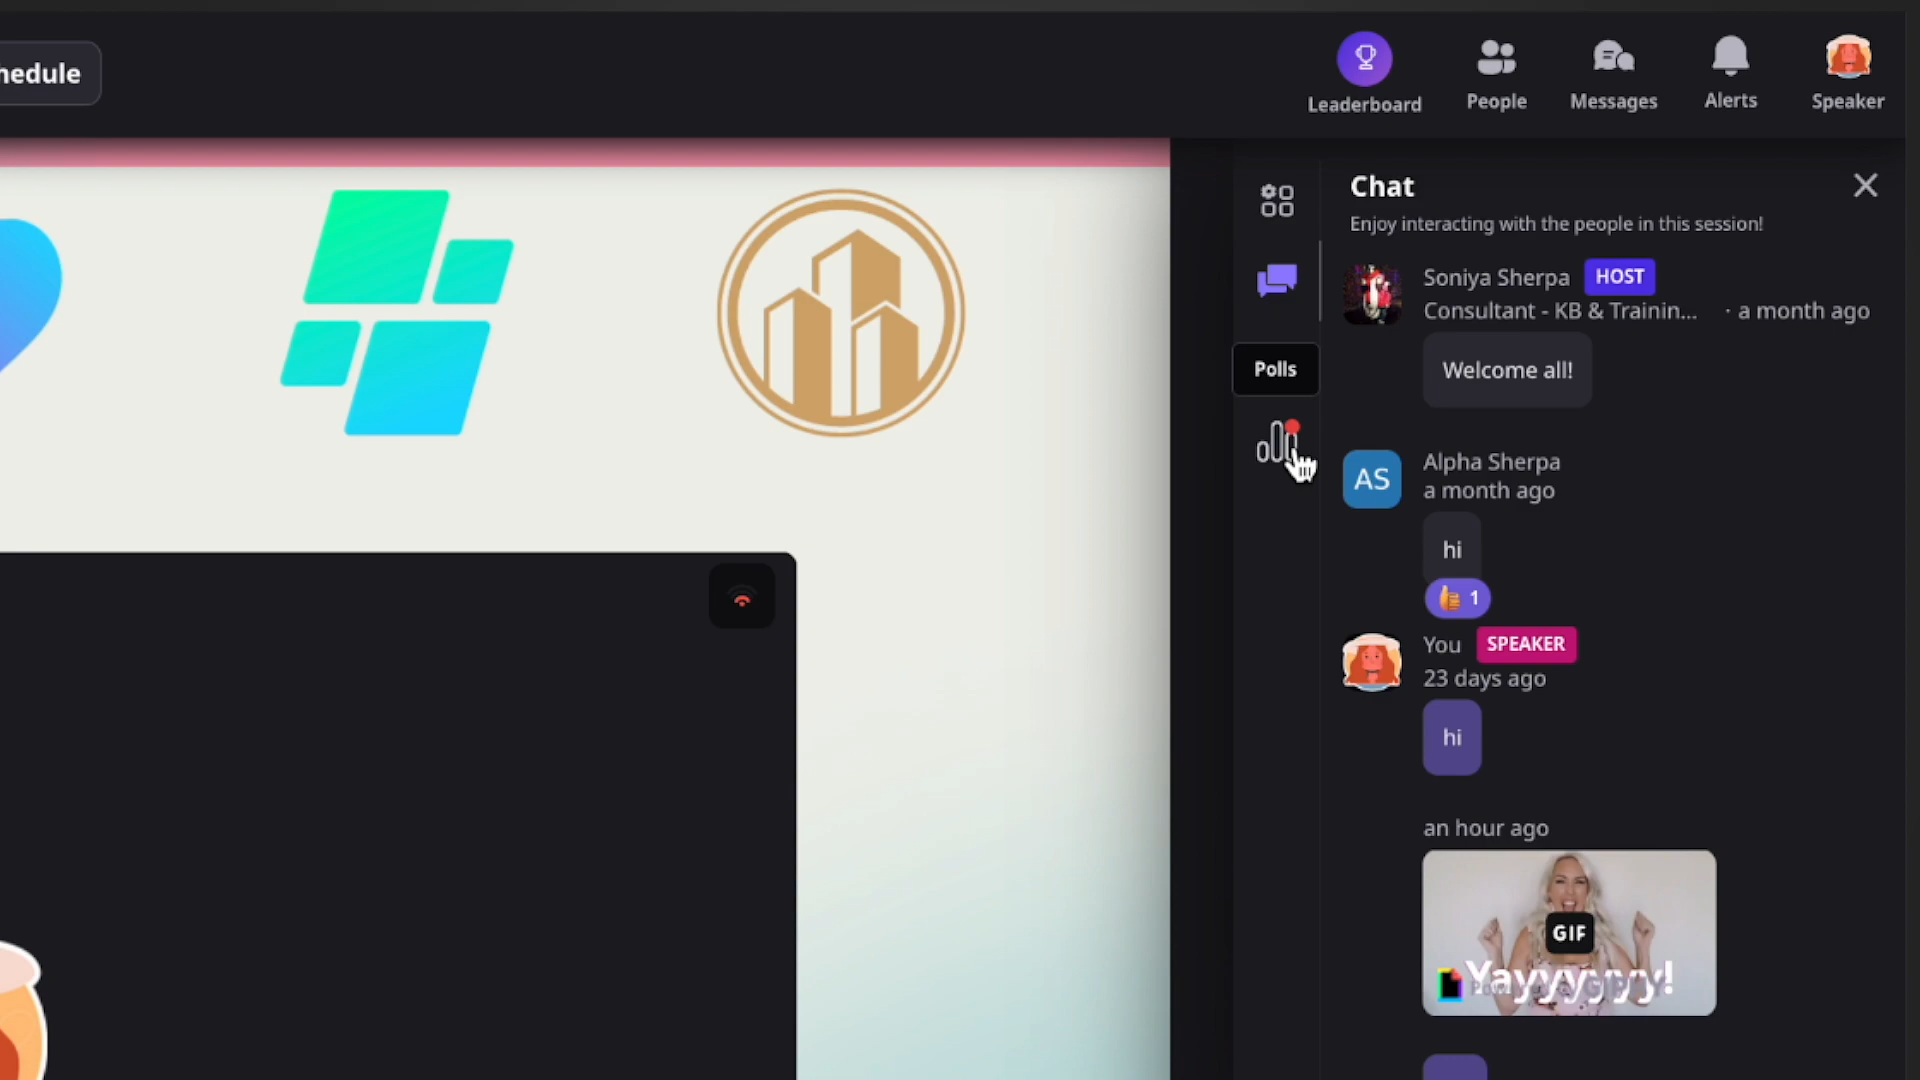 hedule
Leaderboard
People
Messages
Alerts
Speaker
Chat
Enjoy interacting with the people in this session!
Soniya Sherpa HOST
Consultant - KB & Trainin... · a month ago
Welcome all!
Polls
AS
Alpha Sherpa
a month ago
hi
1
You SPEAKER
23 days ago
hi
an hour ago
GIF
Yayyyyyy!